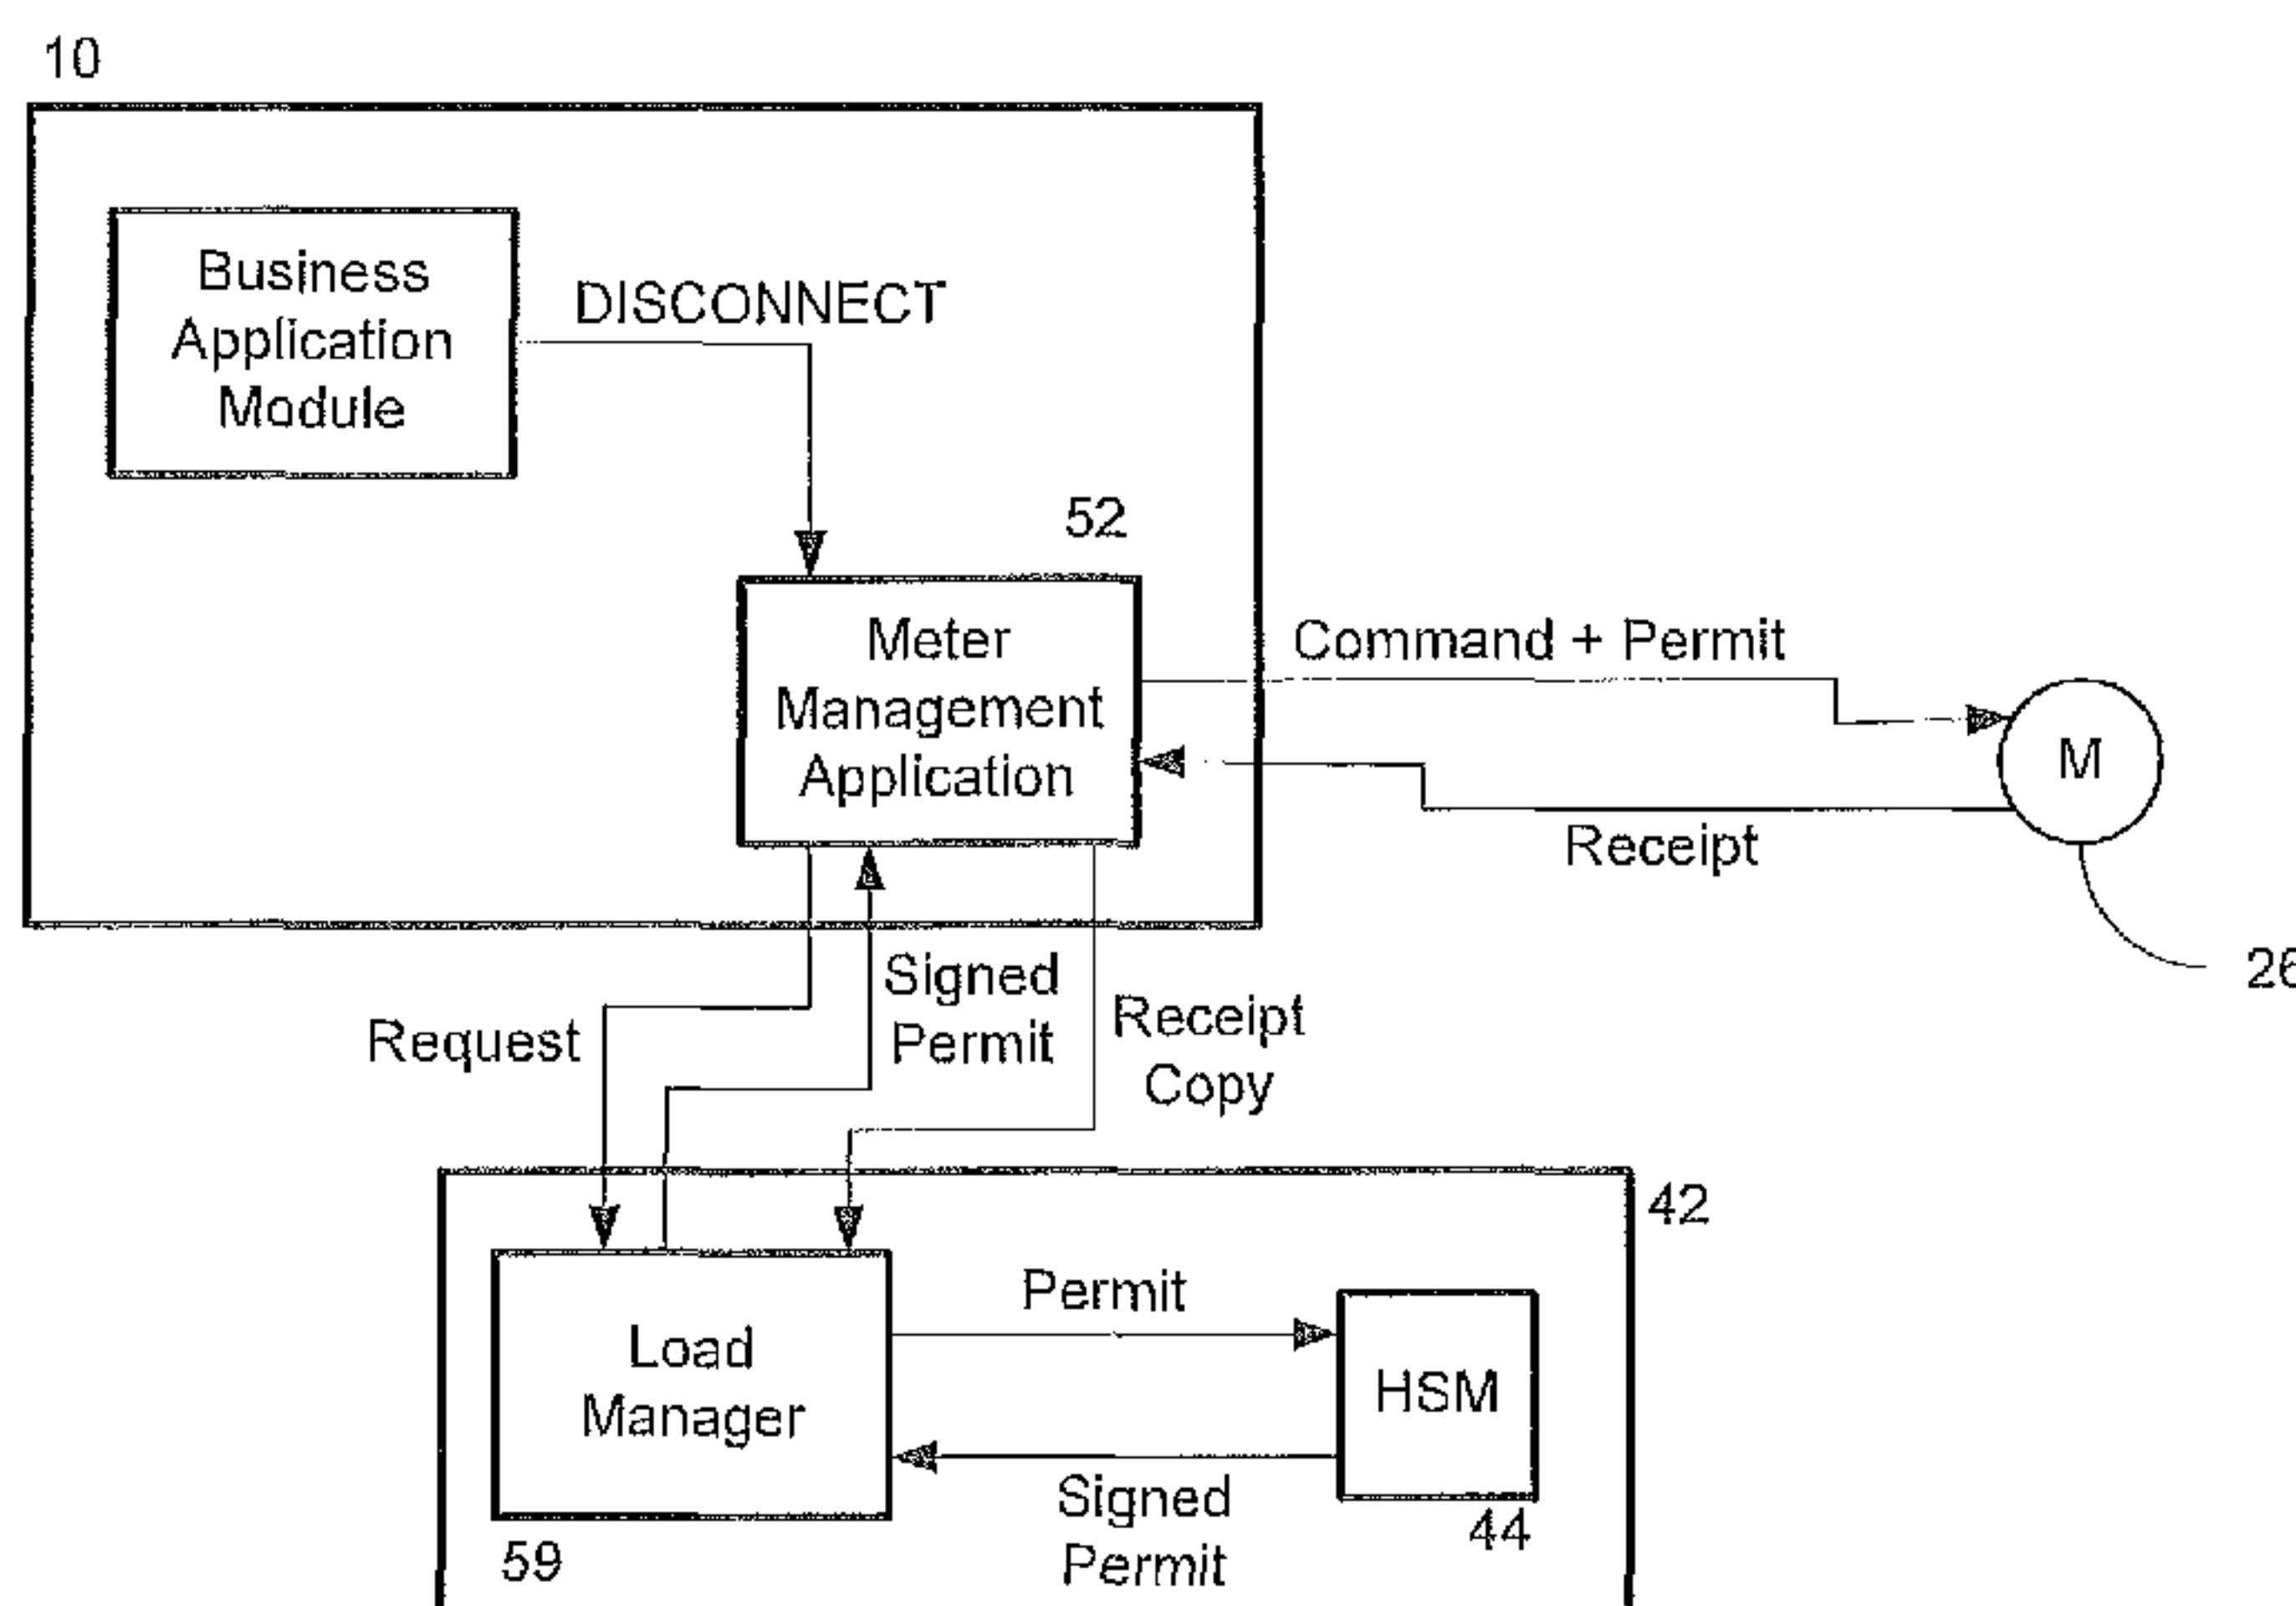 10
Business
Application
Module
DISCONNECT
52
Meter
Management
Application
Command + Permit
M
Receipt
26
Request
Signed
Permit
Receipt
Copy
42
Load
Manager
Permit
HSM
Signed
Permit
44
59